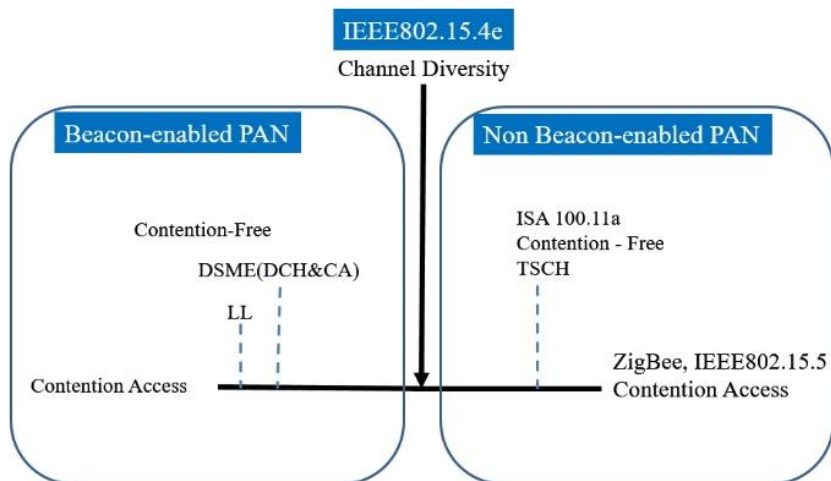 IEEE802.15.4e
Channel Diversity
Beacon-enabled PAN
Contention-Free
DSME(DCH&CA)
LL
Contention Access
Non Beacon-enabled PAN
ISA 100.11a
Contention - Free
TSCH
ZigBee, IEEE802.15.5
Contention Access